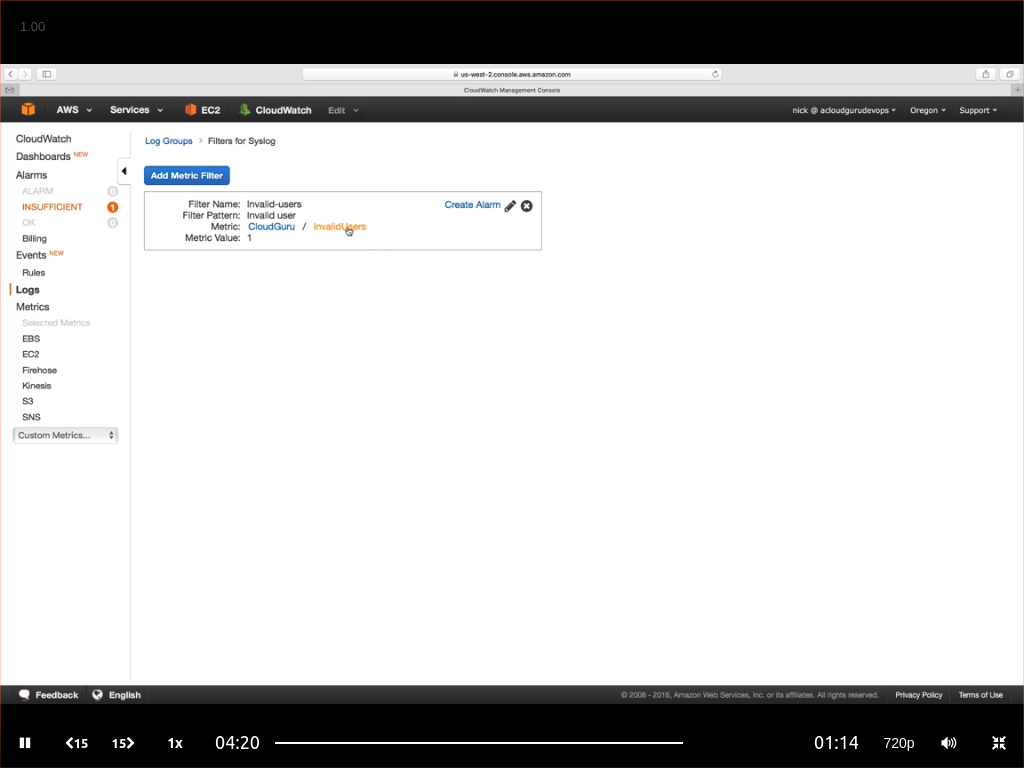 1.00
us-west-2.console.aws.amazon.com
CloudWatch Management Console
AWS Services EC2 CloudWatch Edit nick @ acloudgurudevops Oregon Support
CloudWatch
Dashboards NEW
Alarms
ALARM 0
INSUFFICIENT 1
OK 0
Billing
Events NEW
Rules
Logs
Metrics
Selected Metrics
EBS
EC2
Firehose
Kinesis
S3
SNS
Custom Metrics...
Log Groups > Filters for Syslog
Add Metric Filter
Filter Name: Invalid-users Create Alarm
Filter Pattern: Invalid user
Metric: CloudGuru / InvalidUsers
Metric Value: 1
Feedback English © 2008 - 2016, Amazon Web Services, Inc. or its affiliates. All rights reserved. Privacy Policy Terms of Use
15 15 1x 04:20 01:14 720p